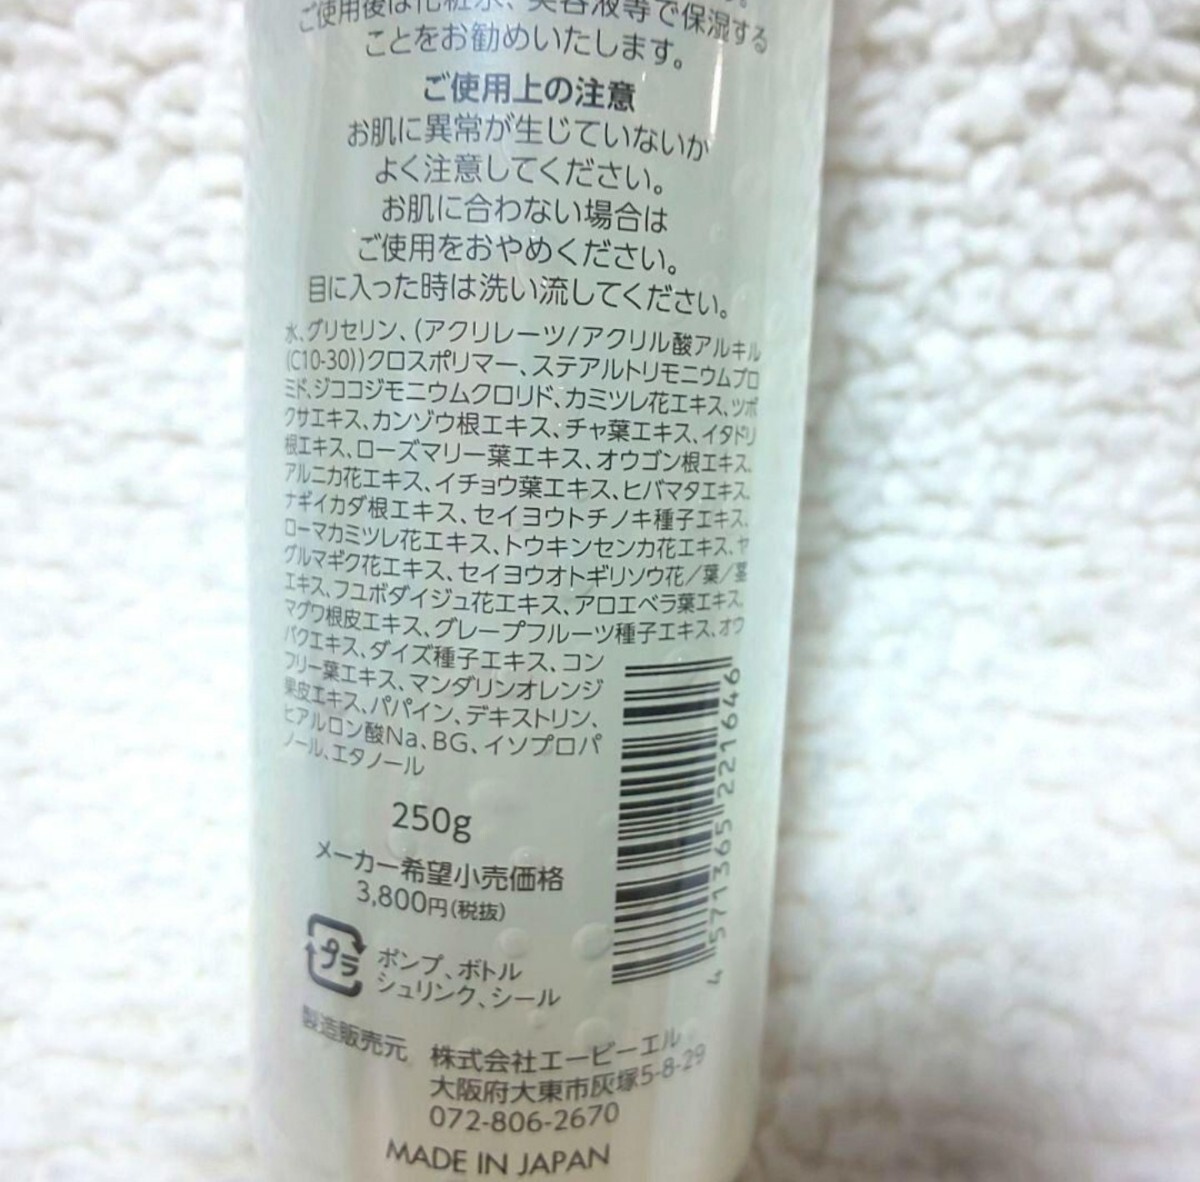 ご使用後は化粧水、美容液等で保湿する
ことをお勧めいたします。
ご使用上の注意
お肌に異常が生じていないか
よく注意してください。
お肌に合わない場合は
ご使用をおやめください。
目に入った時は洗い流してください。
水、グリセリン、(アクリレーツ/アクリル酸アルキル
(C10-30))クロスポリマー、ステアルトリモニウムブロ
ミド、ジココジモニウムクロリド、カミツレ花エキス、ツボ
クサエキス、カンゾウ根エキス、チャ葉エキス、イタドリ
根エキス、ローズマリー葉エキス、オウゴン根エキス、
アルニカ花エキス、イチョウ葉エキス、ヒバマタエキス、
ナギイカダ根エキス、セイヨウトチノキ種子エキス、
ローマカミツレ花エキス、トウキンセンカ花エキス、ヤ
グルマギク花エキス、セイヨウオトギリソウ花/葉/茎
エキス、フユボダイジュ花エキス、アロエベラ葉エキス、
マグワ根皮エキス、グレープフルーツ種子エキス、オウ
バクエキス、ダイズ種子エキス、コン
フリー葉エキス、マンダリンオレンジ
果皮エキス、パパイン、デキストリン、
ヒアルロン酸Na、BG、イソプロパ
ノール、エタノール
4 571365 221646
250g
メーカー希望小売価格
3,800円(税抜)
プラ
ポンプ、ボトル
シュリンク、シール
製造販売元
株式会社エービーエル
大阪府大東市灰塚5-8-29
072-806-2670
MADE IN JAPAN